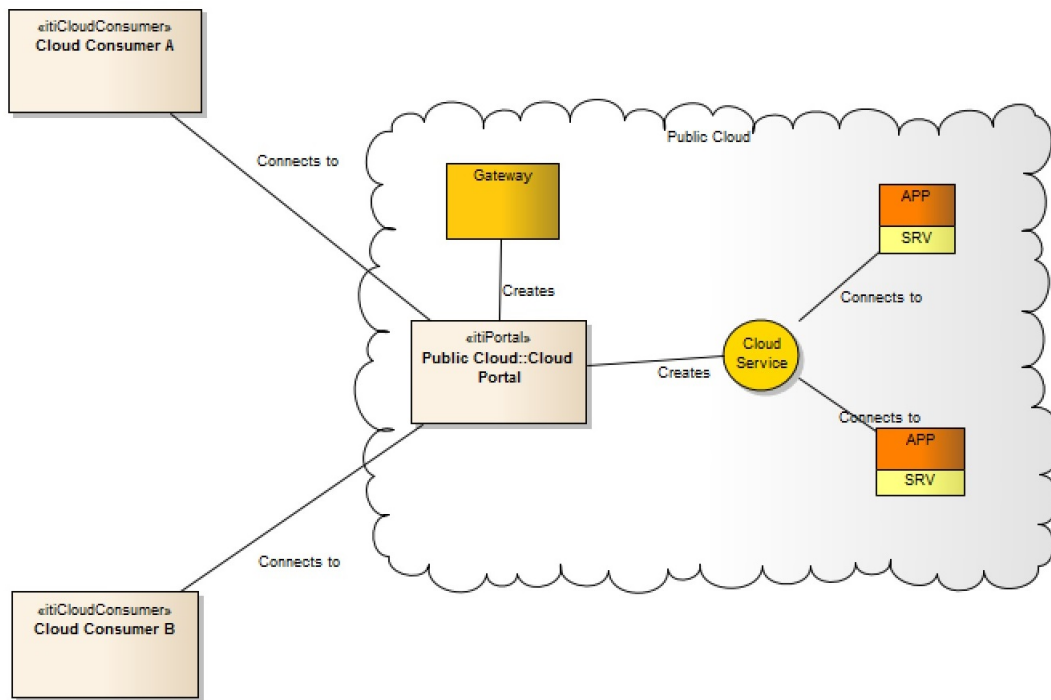 «itiCloudConsumer»
Cloud Consumer A
Connects to
Public Cloud
Gateway
APP
SRV
Creates
Connects to
«itiPortal»
Public Cloud::Cloud
Portal
Creates
Cloud
Service
Connects to
APP
SRV
Connects to
«itiCloudConsumer»
Cloud Consumer B